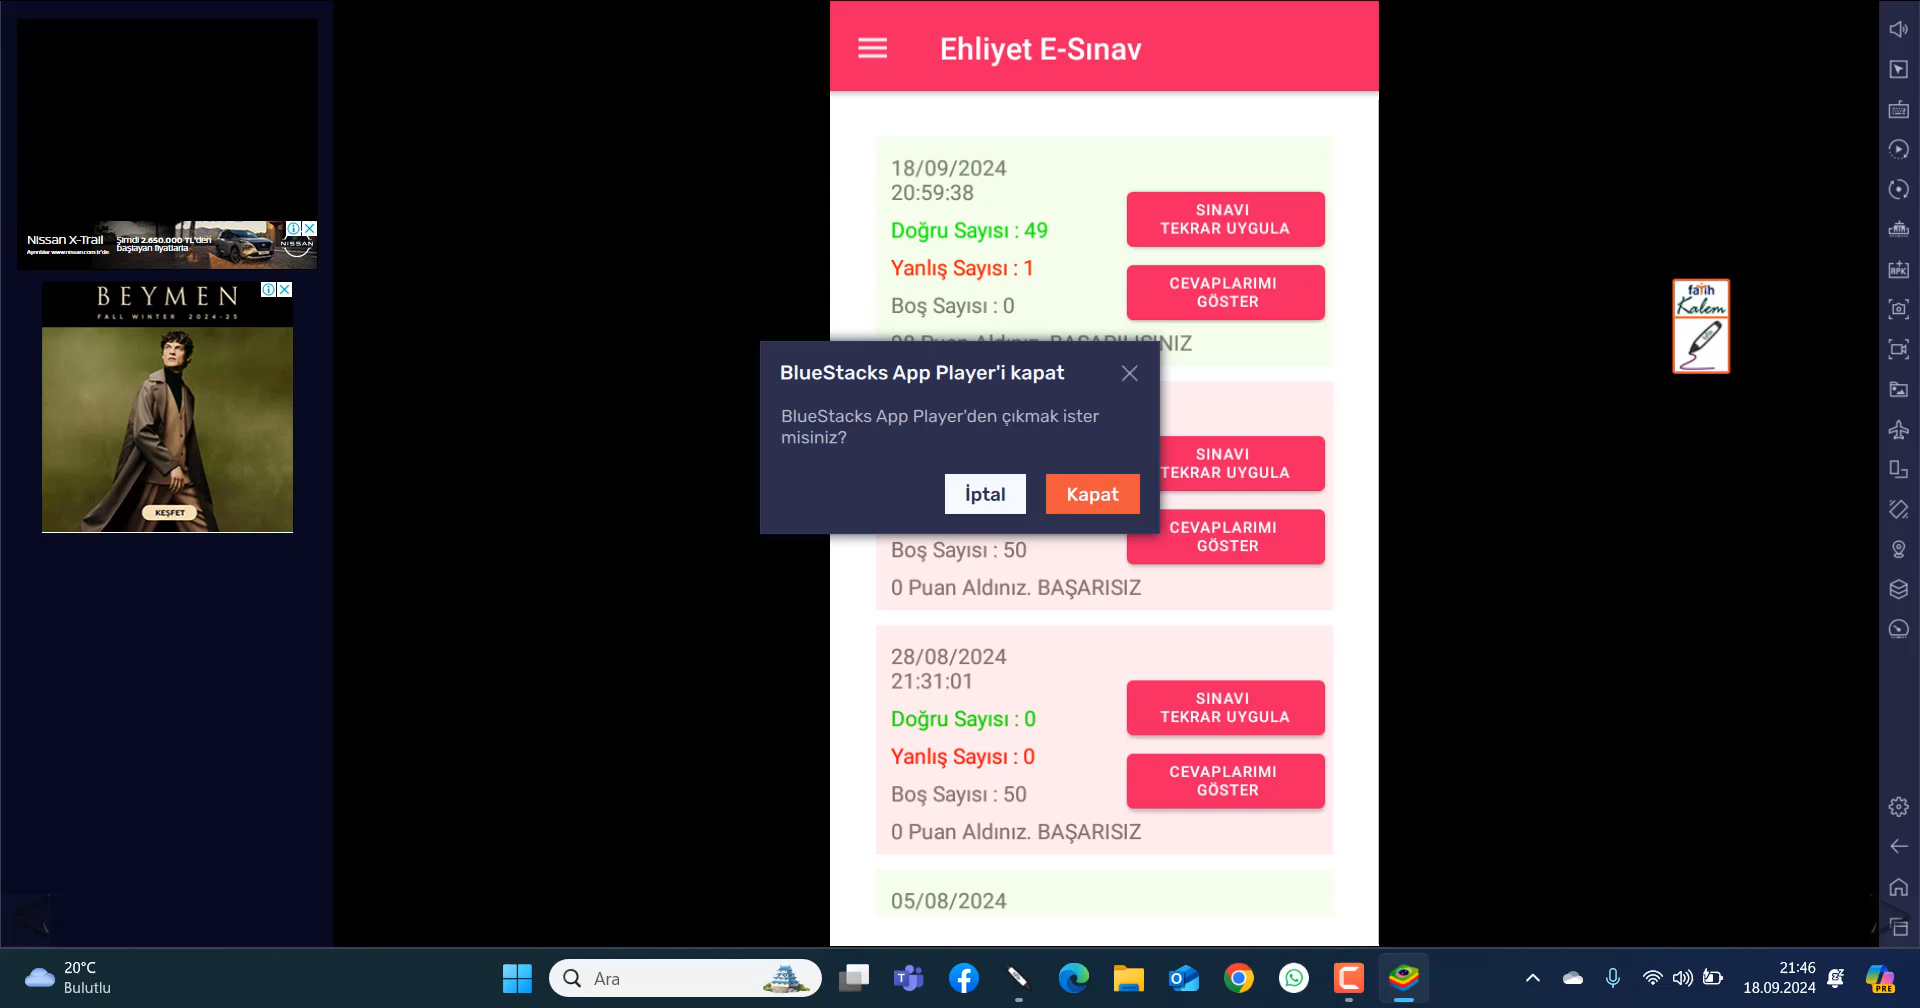 Ehliyet E-Sınav
18/09/2024
20:59:38
Doğru Sayısı : 49
Yanlış Sayısı : 1
Boş Sayısı : 0
SINAVI
TEKRAR UYGULA
CEVAPLARIMI
GÖSTER
BlueStacks App Player'i kapat
BlueStacks App Player'den çıkmak ister
misiniz?
İptal
Kapat
SINAVI
TEKRAR UYGULA
CEVAPLARIMI
GÖSTER
Boş Sayısı : 50
0 Puan Aldınız. BAŞARISIZ
28/08/2024
21:31:01
Doğru Sayısı : 0
Yanlış Sayısı : 0
Boş Sayısı : 50
0 Puan Aldınız. BAŞARISIZ
SINAVI
TEKRAR UYGULA
CEVAPLARIMI
GÖSTER
05/08/2024
Nissan X-Trail
Şimdi 2.650.000 TL'den
başlayan fiyatlarla
NISSAN
BEYMEN
FALL WINTER 2024-25
KEŞFET
fatih
Kalem
APK
20°C
Bulutlu
Ara
21:46
18.09.2024
PRE